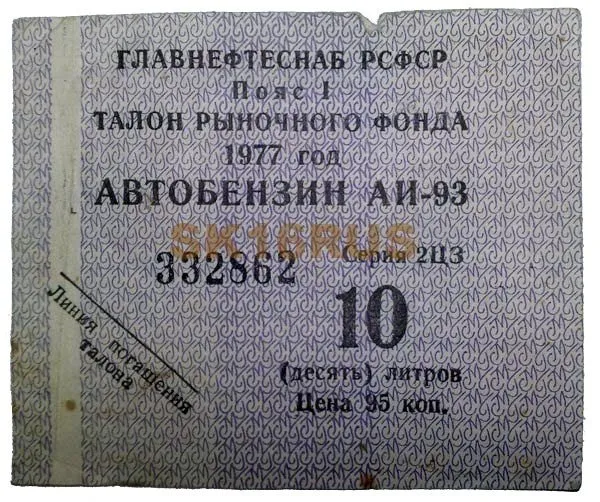 ГЛАВНЕФТЕСНАБ РСФСР
Пояс I
ТАЛОН РЫНОЧНОГО ФОНДА
1977 год
АВТОБЕНЗИН АИ-93
SK16RUS
332862 Серия 2ЦЗ
10
(десять) литров
Цена 95 коп.
Линия погашения
талона